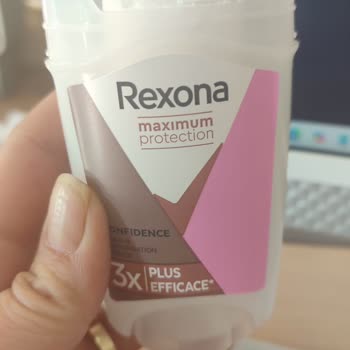 Rexona
maximum
protection
ONFIDENCE
3x PLUS
EFFICACE*